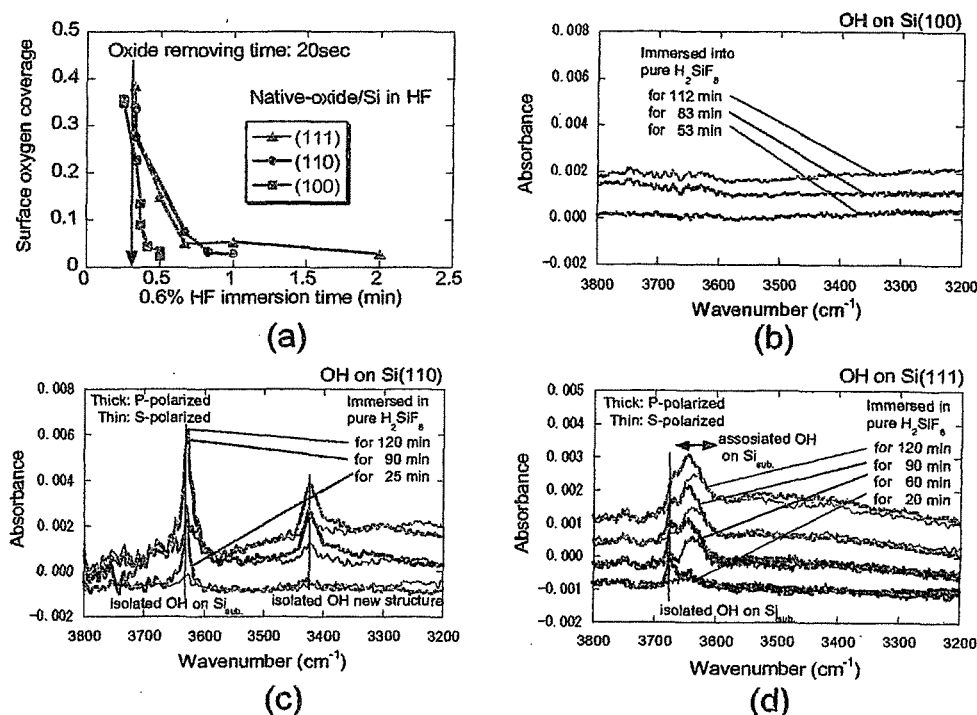 Oxide removing time: 20sec
Native-oxide/Si in HF
(111)
(110)
(100)
Surface oxygen coverage
0.5
0.4
0.3
0.2
0.1
0
0 0.5 1 1.5 2 2.5
0.6% HF immersion time (min)
(a)
OH on Si(100)
Immersed into
pure H2SiF6
for 112 min
for 83 min
for 53 min
Absorbance
0.008
0.006
0.004
0.002
0.000
-0.002
3800 3700 3600 3500 3400 3300 3200
Wavenumber (cm-1)
(b)
OH on Si(110)
Thick: P-polarized
Thin: S-polarized
Immersed in
pure H2SiF6
for 120 min
for 90 min
for 25 min
Absorbance
0.008
0.006
0.004
0.002
0.000
-0.002
isolated OH on Sisub.
isolated OH new structure
3800 3700 3600 3500 3400 3300 3200
Wavenumber (cm-1)
(c)
OH on Si(111)
Thick: P-polarized
Thin: S-polarized
Immersed in
pure H2SiF6
assosiated OH
on Sisub.
for 120 min
for 90 min
for 60 min
for 20 min
Absorbance
0.005
0.004
0.003
0.002
0.001
0.000
-0.001
0.002
isolated OH on Sisub.
3800 3700 3600 3500 3400 3300 3200
Wavenumber (cm-1)
(d)